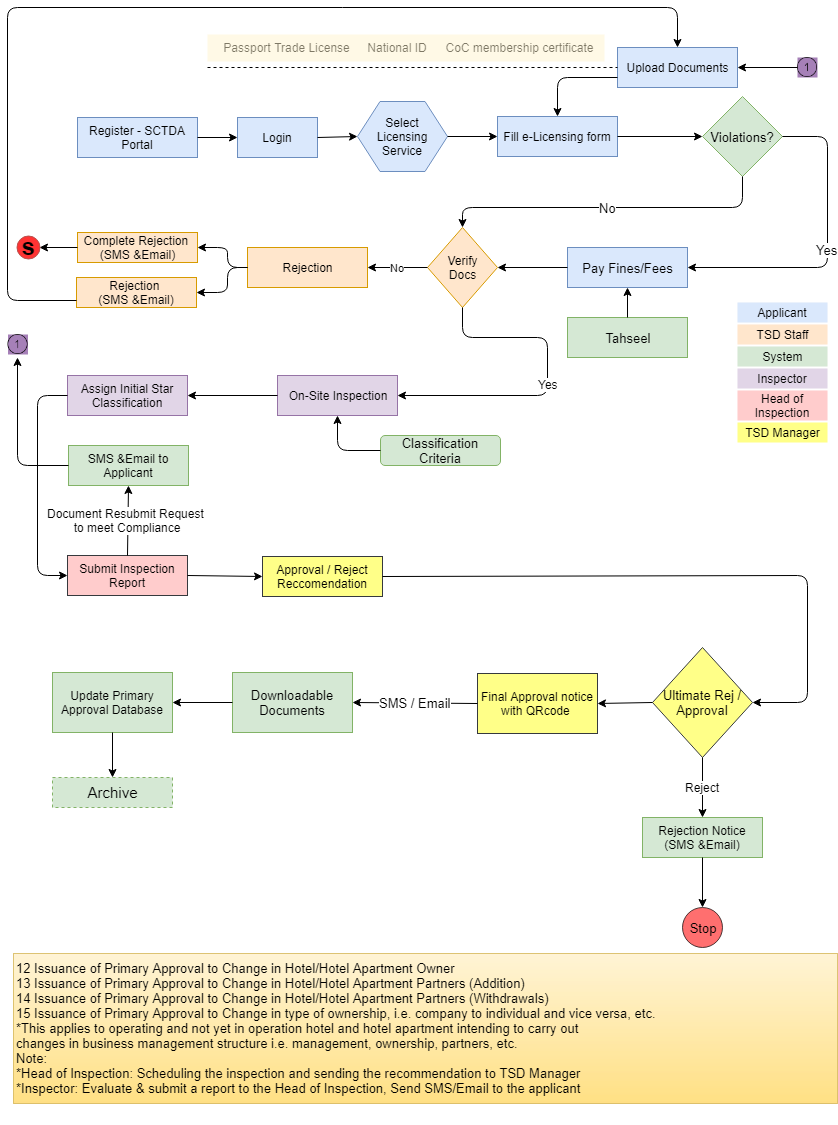 Passport Trade License National ID CoC membership certificate
Upload Documents
1
Register - SCTDA
Portal
Login
Select
Licensing
Service
Fill e-Licensing form
Violations?
No
Yes
Complete Rejection
(SMS &Email)
S
Rejection
(SMS &Email)
Rejection
No
Verify
Docs
Pay Fines/Fees
Tahseel
Applicant
TSD Staff
System
Inspector
Head of
Inspection
TSD Manager
1
Assign Initial Star
Classification
On-Site Inspection
Yes
Classification
Criteria
SMS &Email to
Applicant
Document Resubmit Request
to meet Compliance
Submit Inspection
Report
Approval / Reject
Reccomendation
Update Primary
Approval Database
Downloadable
Documents
SMS / Email
Final Approval notice
with QRcode
Ultimate Rej /
Approval
Archive
Reject
Rejection Notice
(SMS &Email)
Stop
12 Issuance of Primary Approval to Change in Hotel/Hotel Apartment Owner
13 Issuance of Primary Approval to Change in Hotel/Hotel Apartment Partners (Addition)
14 Issuance of Primary Approval to Change in Hotel/Hotel Apartment Partners (Withdrawals)
15 Issuance of Primary Approval to Change in type of ownership, i.e. company to individual and vice versa, etc.
*This applies to operating and not yet in operation hotel and hotel apartment intending to carry out
changes in business management structure i.e. management, ownership, partners, etc.
Note:
*Head of Inspection: Scheduling the inspection and sending the recommendation to TSD Manager
*Inspector: Evaluate & submit a report to the Head of Inspection, Send SMS/Email to the applicant